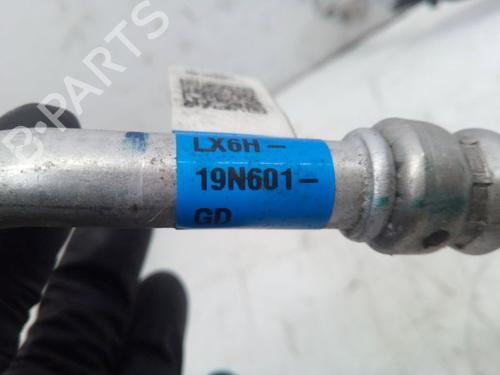 B-PARTS
LX6H-
19N601-
GD